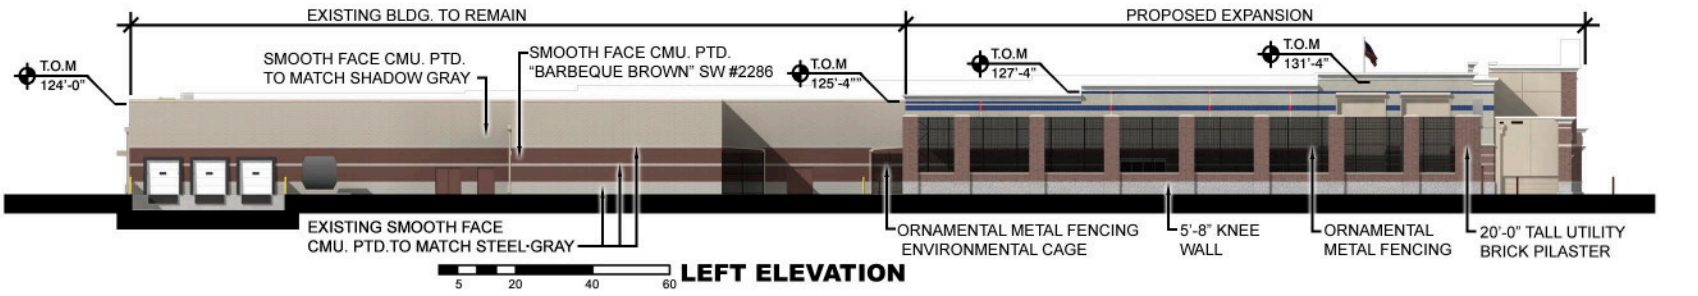 EXISTING BLDG. TO REMAIN
PROPOSED EXPANSION
T.O.M
124'-0"
SMOOTH FACE CMU. PTD.
TO MATCH SHADOW GRAY
SMOOTH FACE CMU. PTD.
"BARBEQUE BROWN" SW #2286
T.O.M
125'-4""
T.O.M
127'-4"
T.O.M
131'-4"
EXISTING SMOOTH FACE
CMU. PTD.TO MATCH STEEL-GRAY
ORNAMENTAL METAL FENCING
ENVIRONMENTAL CAGE
5'-8" KNEE
WALL
ORNAMENTAL
METAL FENCING
20'-0" TALL UTILITY
BRICK PILASTER
5 20 40 60
LEFT ELEVATION